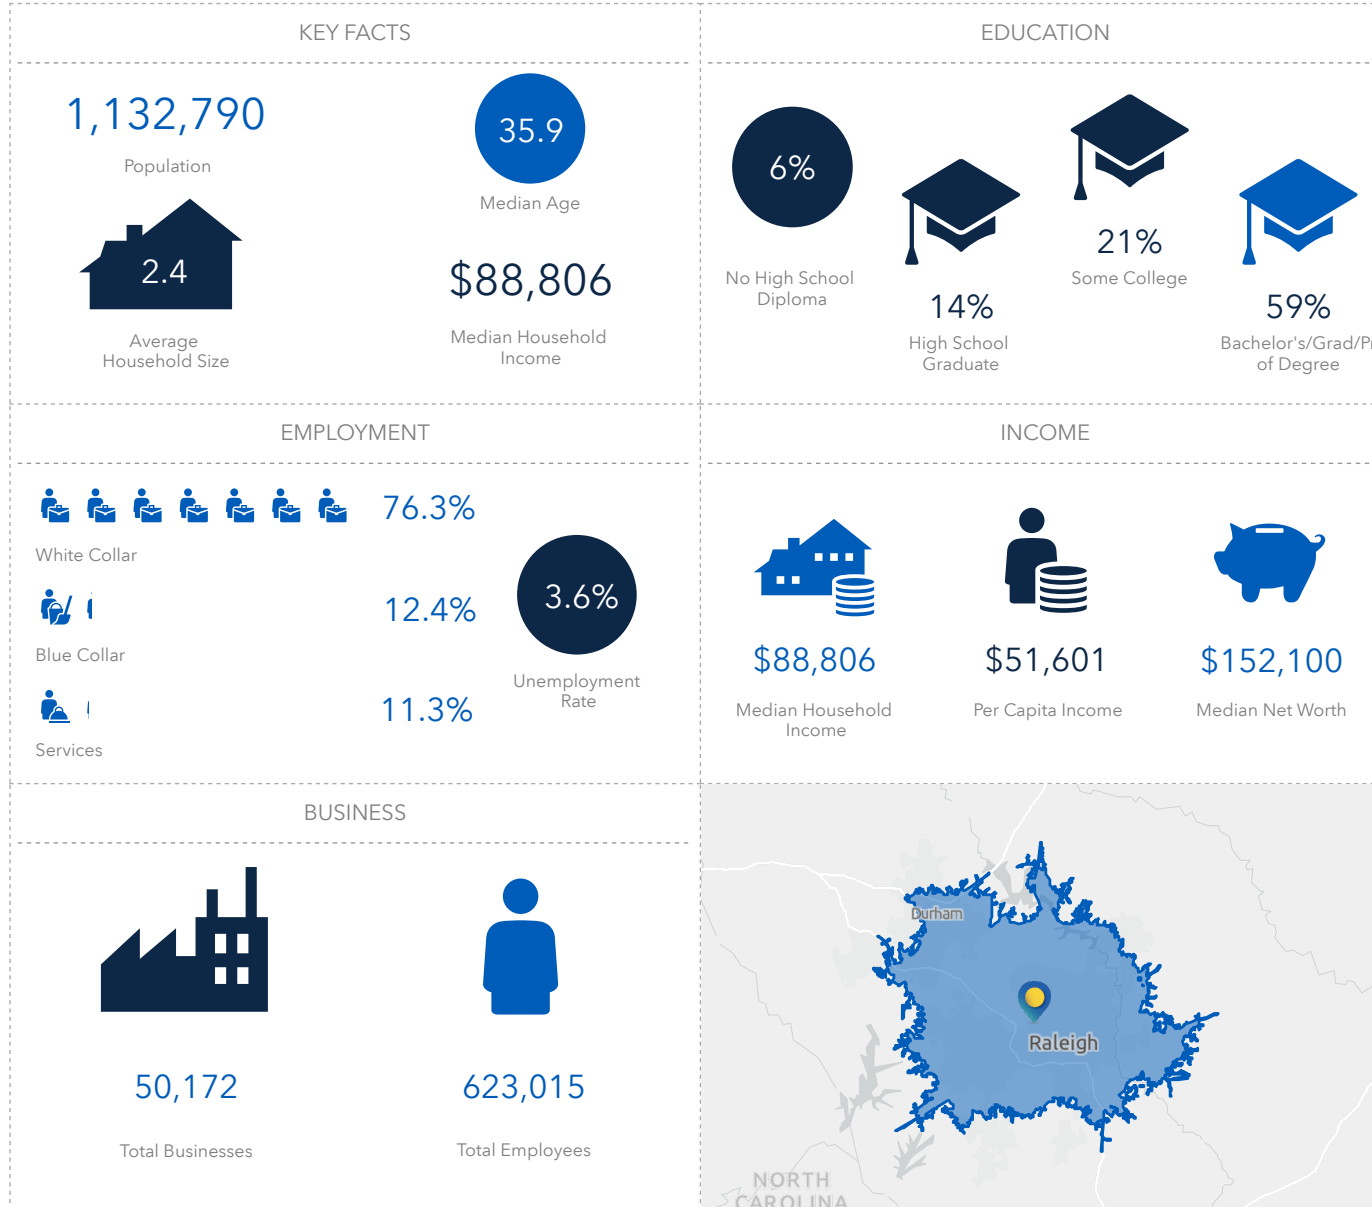 KEY FACTS
1,132,790
Population
35.9
Median Age
2.4
Average
Household Size
$88,806
Median Household
Income
EDUCATION
6%
No High School
Diploma
14%
High School
Graduate
21%
Some College
59%
Bachelor's/Grad/Pr
of Degree
EMPLOYMENT
76.3%
White Collar
12.4%
Blue Collar
11.3%
Services
3.6%
Unemployment
Rate
INCOME
$88,806
Median Household
Income
$51,601
Per Capita Income
$152,100
Median Net Worth
BUSINESS
50,172
Total Businesses
623,015
Total Employees
Durham
Raleigh
NORTH
CAROLINA